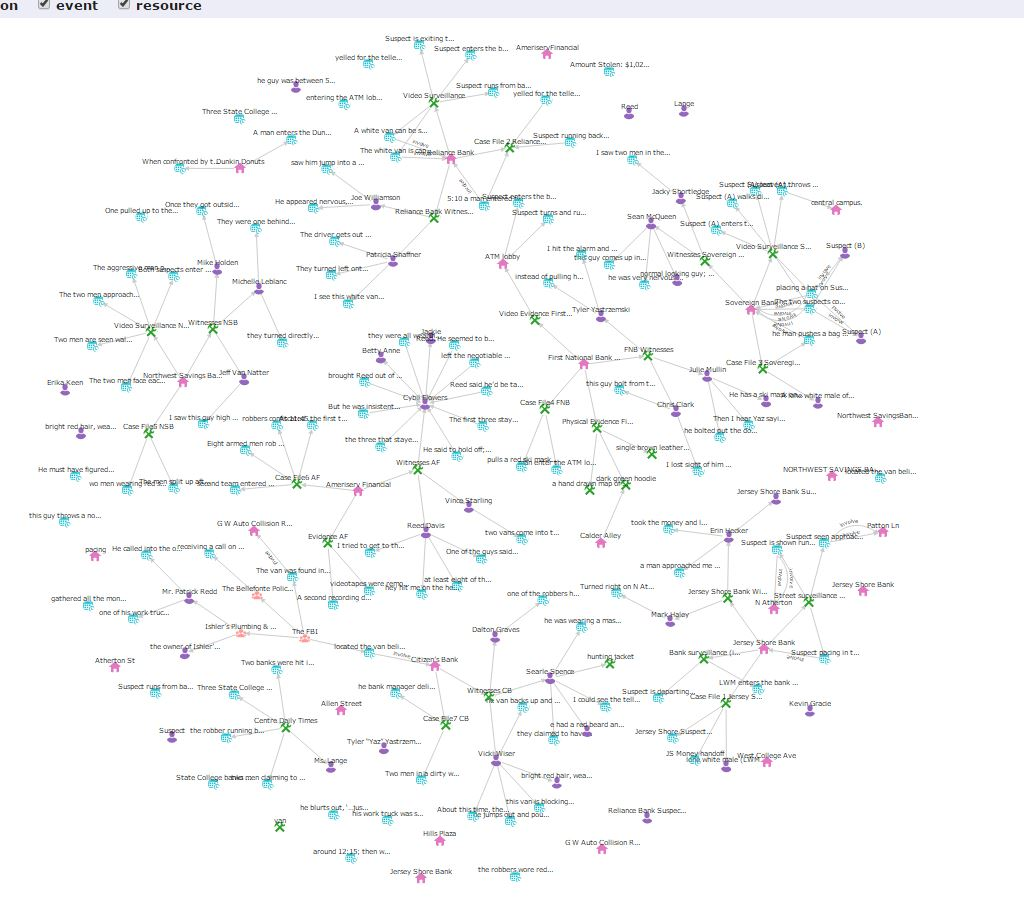 on event resource
Suspect is exiting t...
Suspect enters the b...
AmeriseryFinancial
yelled for the telle...
Amount Stolen: $1,02...
he guy was between 5...
Video Surveillance
Suspect runs from ba...
yelled for the telle...
entering the ATM lob...
Reed
Lange
Three State College ...
A man enters the Dun...
A white van can be s...
Case File 2 Reliance...
Suspect running back...
The white van is cap...
Reliance Bank
When confronted by t...
Dunkin Donuts
saw him jump into a ...
I saw two men in the...
Joe Williamson
He appeared nervous,...
Once they got outsid...
One pulled up to the...
Reliance Bank Witnes...
5:10 a man entered
Suspect enters the b...
Suspect turns and ru...
Jacky Shortledge
Suspect (A) walks di...
throws ...
central campus.
They were one behind...
The driver gets out ...
Sean McQueen
Suspect (A) enters t...
Patricia Shaffner
ATM lobby
I hit the alarm and ...
this guy comes up in...
Witnesses Sovereign ...
Video Surveillance S...
Suspect (B)
The aggressive man g...
Both suspects enter ...
Mike Holden
They turned left ont...
Michelle Leblanc
instead of pulling h...
he was very nervous...
normal looking guy; ...
placing a hat on Sus...
The two men approach...
I see this white van...
Sovereign Bank
The two suspects co...
Video Surveillance N...
Witnesses NSB
Video Evidence First...
Tyler Yastrzemski
he man pushes a bag ...
Suspect (A)
Two men are seen wal...
they turned directly...
they were all wear
Jackie
He seemed to b...
Betty Anne
left the negotiable ...
First National Bank ...
FNB Witnesses
Julie Mullin
Case File 3 Sovereig...
Erika Keen
The two men face eac...
Northwest Savings Ba...
Jeff Van Natter
brought Reed out of ...
Reed said he'd be ta...
this guy bolt from t...
He has a ski mask
white male of...
Cybil Flowers
But he was insistent...
Case File4 FNB
Chris Clark
Northwest SavingsBan...
bright red hair, wea...
Case File5 NSB
I saw this guy high ...
robbers cont
As part of the first t...
The first three stay...
Physical Evidence Fi...
Then I hear Yaz sayi...
he bolted out the do...
Eight armed men rob ...
the three that staye...
He said to hold off;...
single brown leather...
He must have figured...
Witnesses AF
pulls a red ski mask
man enter the ATM lo...
I lost sight of him ...
NORTHWEST SAVINGS BA...
located the van beli...
wo men wearing red s...
The men split up aft...
second team entered ...
Case File6 AF
Amerisery Financial
a hand drawn map of
dark green hoodie
Jersey Shore Bank Su...
this guy throws a no...
Vince Starling
G W Auto Collision R...
Reed Davis
two vans come into t...
Calder Alley
took the money and l...
Erin Hecker
involve
Patton Ln
Suspect seen approac...
Evidence AF
paging
He called into the o...
receiving a call on ...
I tried to get to th...
One of the guys said...
Suspect is shown run...
The van was found in...
a man approached me ...
Mr. Patrick Redd
The Bellefonte Polic...
videotapes were remo...
hey hit me on the he...
at least eight of th...
Turned right on N At...
Jersey Shore Bank Wi...
Jersey Shore Bank
gathered all the mon...
one of his work truc...
A second recording d...
one of the robbers h...
N Atherton
Street surveillance ...
Mark Haley
Ishler's Plumbing & ...
The FBI
Dalton Graves
he was wearing a mas...
the owner of Ishler'...
located the van beli...
involve
Jersey Shore Bank
Atherton St
Two banks were hit i...
Citizen's Bank
hunting jacket
Bank surveillance (i...
involve
Suspect pacing in t...
Searle Spence
Suspect runs from ba...
Three State College ...
he bank manager deli...
Witnesses CB
he van backs up and ...
I could see the tell...
Suspect is departing...
LWM enters the bank ...
Case File 1 Jersey S...
Allen Street
Kevin Gracie
Centre Daily Times
Case File7 CB
Suspect
the robber running b...
they claimed to have
e had a red beard an...
Jersey Shore Suspect...
Tyler "Yaz" Yastrzem...
JS Money handoff
lone white male (LWM...
West College Ave
Ms. Lange
Vicki Wiser
State College banks
two men claiming to ...
Two men in a dirty w...
bright red hair, wea...
this van is blocking...
he blurts out, '...jus...
About this time, the...
he jumps out and pou...
his work truck was s...
van
Reliance Bank Suspec...
Hills Plaza
G W Auto Collision R...
around 12:15; then w...
Jersey Shore Bank
the robbers wore red...